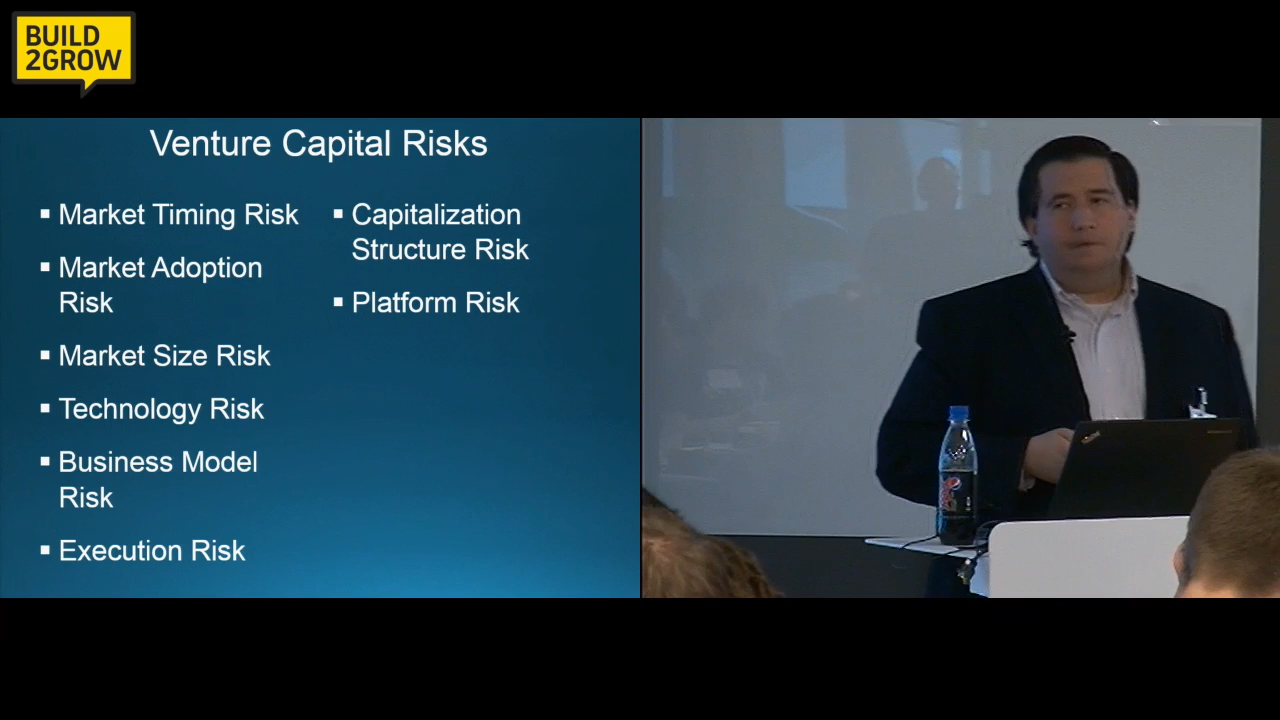 BUILD
2GROW
Venture Capital Risks
▪ Market Timing Risk
▪ Market Adoption
Risk
▪ Market Size Risk
▪ Technology Risk
▪ Business Model
Risk
▪ Execution Risk
▪ Capitalization
Structure Risk
▪ Platform Risk